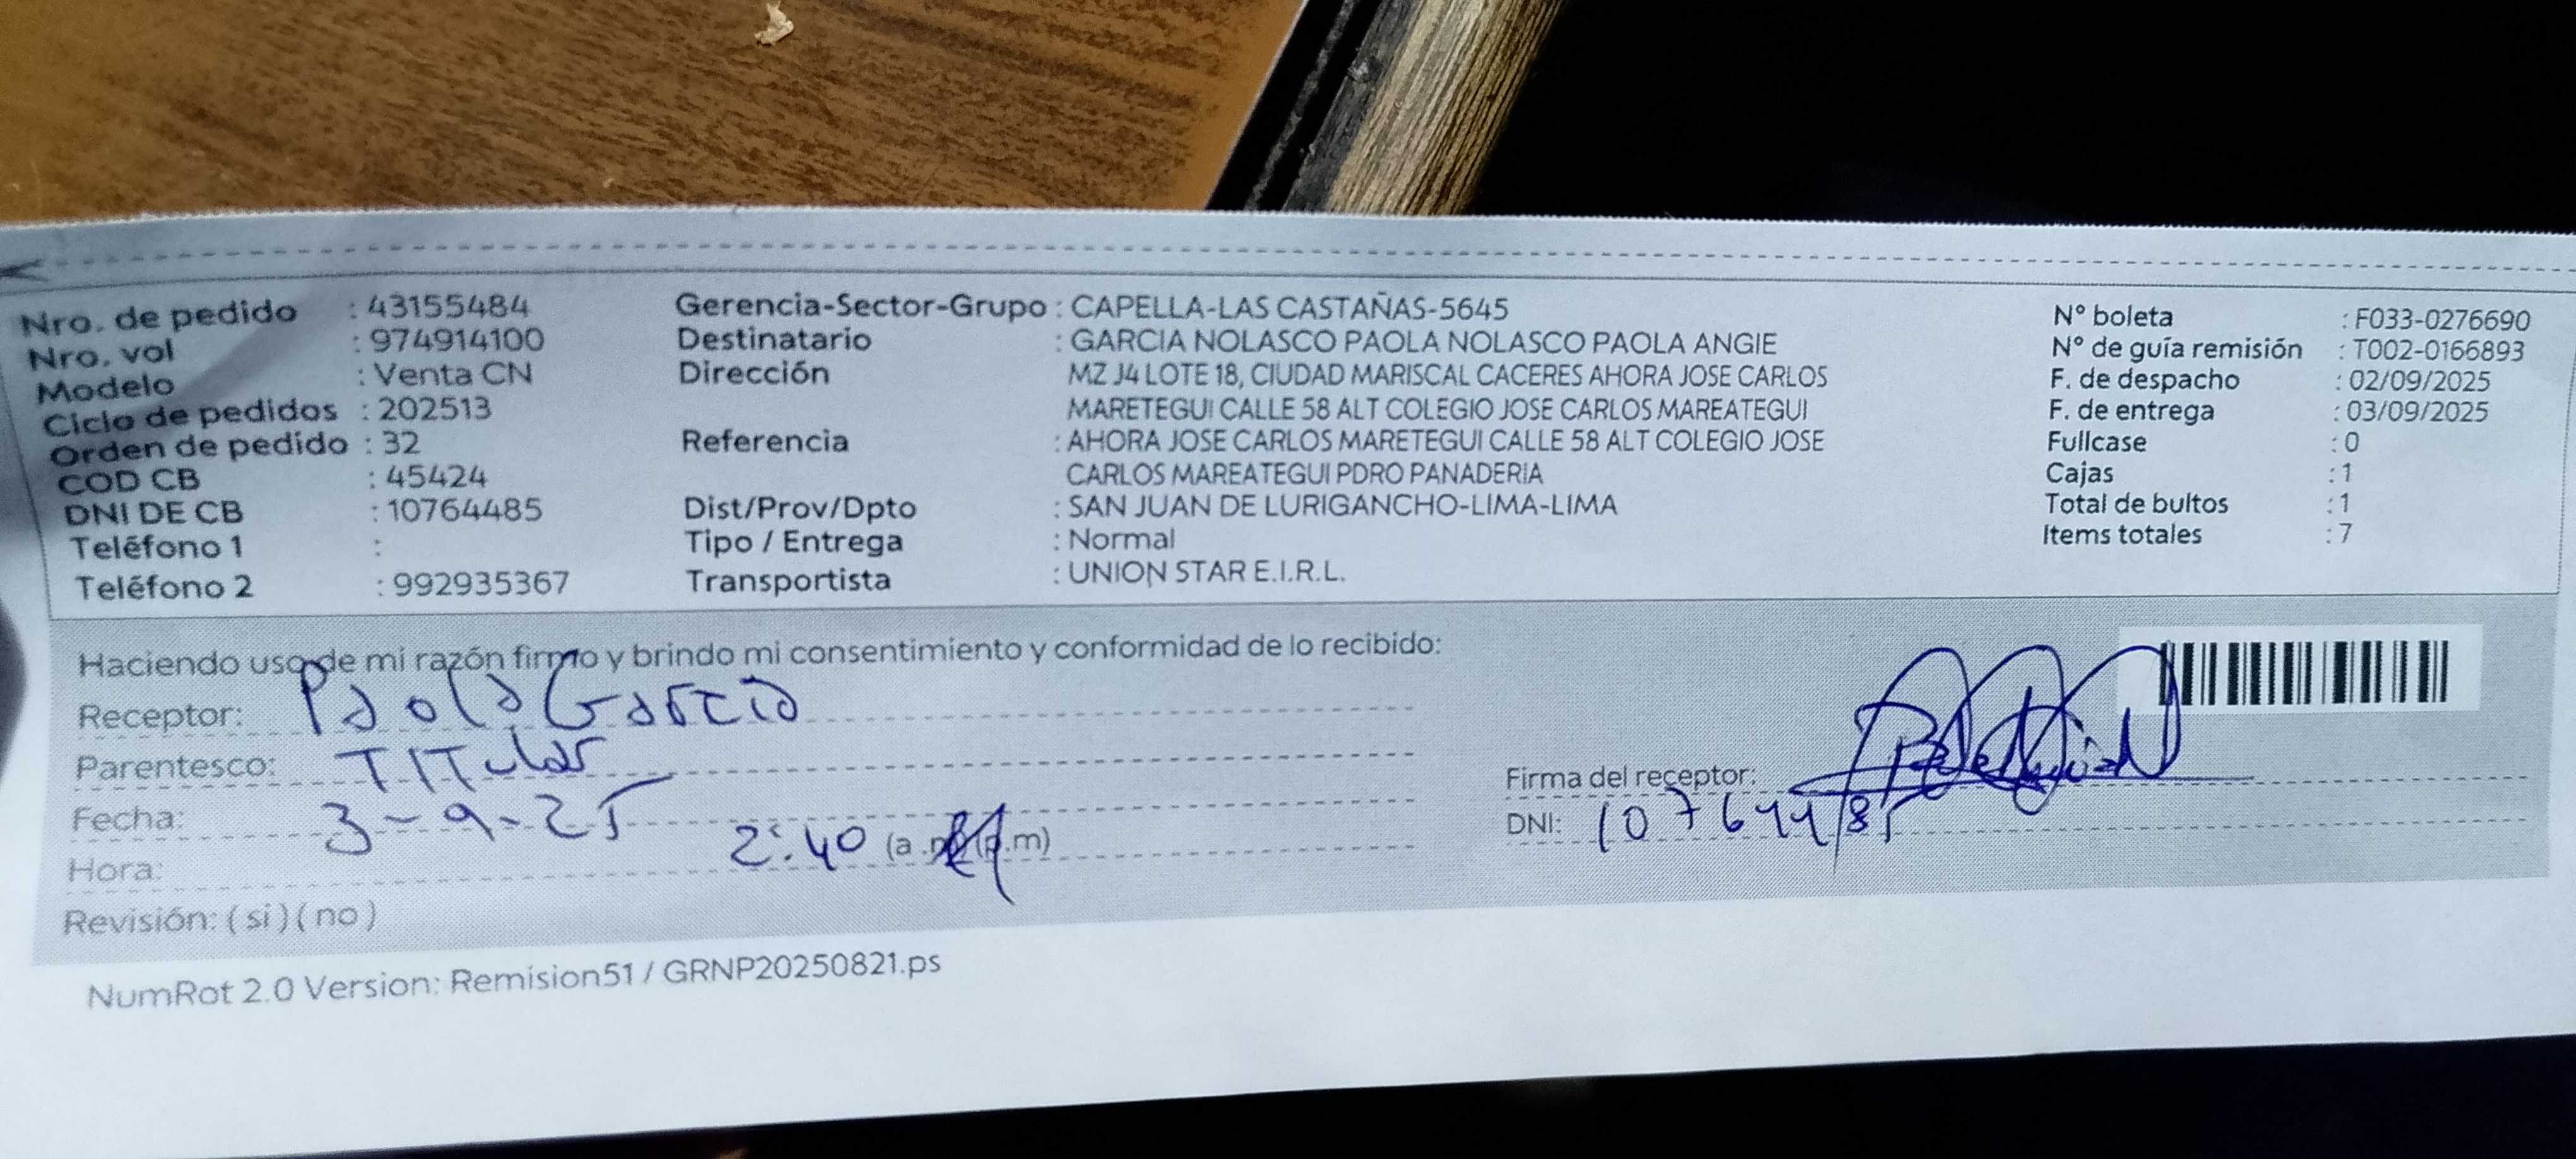 Nro. de pedido : 43155484
Nro. vol : 974914100
Modelo : Venta CN
Ciclo de pedidos : 202513
Orden de pedido : 32
COD CB : 45424
DNI DE CB : 10764485
Teléfono 1 :
Teléfono 2 : 992935367
Gerencia-Sector-Grupo : CAPELLA-LAS CASTAÑAS-5645
Destinatario : GARCIA NOLASCO PAOLA NOLASCO PAOLA ANGIE
Dirección MZ J4 LOTE 18, CIUDAD MARISCAL CACERES AHORA JOSE CARLOS
MARETEGUI CALLE 58 ALT COLEGIO JOSE CARLOS MAREATEGUI
Referencia : AHORA JOSE CARLOS MARETEGUI CALLE 58 ALT COLEGIO JOSE
CARLOS MAREATEGUI PDRO PANADERIA
Dist/Prov/Dpto : SAN JUAN DE LURIGANCHO-LIMA-LIMA
Tipo / Entrega : Normal
Transportista : UNION STAR E.I.R.L.
N° boleta : F033-0276690
N° de guía remisión : T002-0166893
F. de despacho : 02/09/2025
F. de entrega : 03/09/2025
Fullcase : 0
Cajas : 1
Total de bultos : 1
Items totales : 7
Haciendo uso de mi razón firmo y brindo mi consentimiento y conformidad de lo recibido:
Receptor: Paola Garcia
Parentesco: TITular
Fecha: 3-9-25
Hora: 2:40 (a.m) (p.m)
Revisión: (si) (no)
Firma del receptor:
DNI: 10764485
NumRot 2.0 Version: Remision51 / GRNP20250821.ps